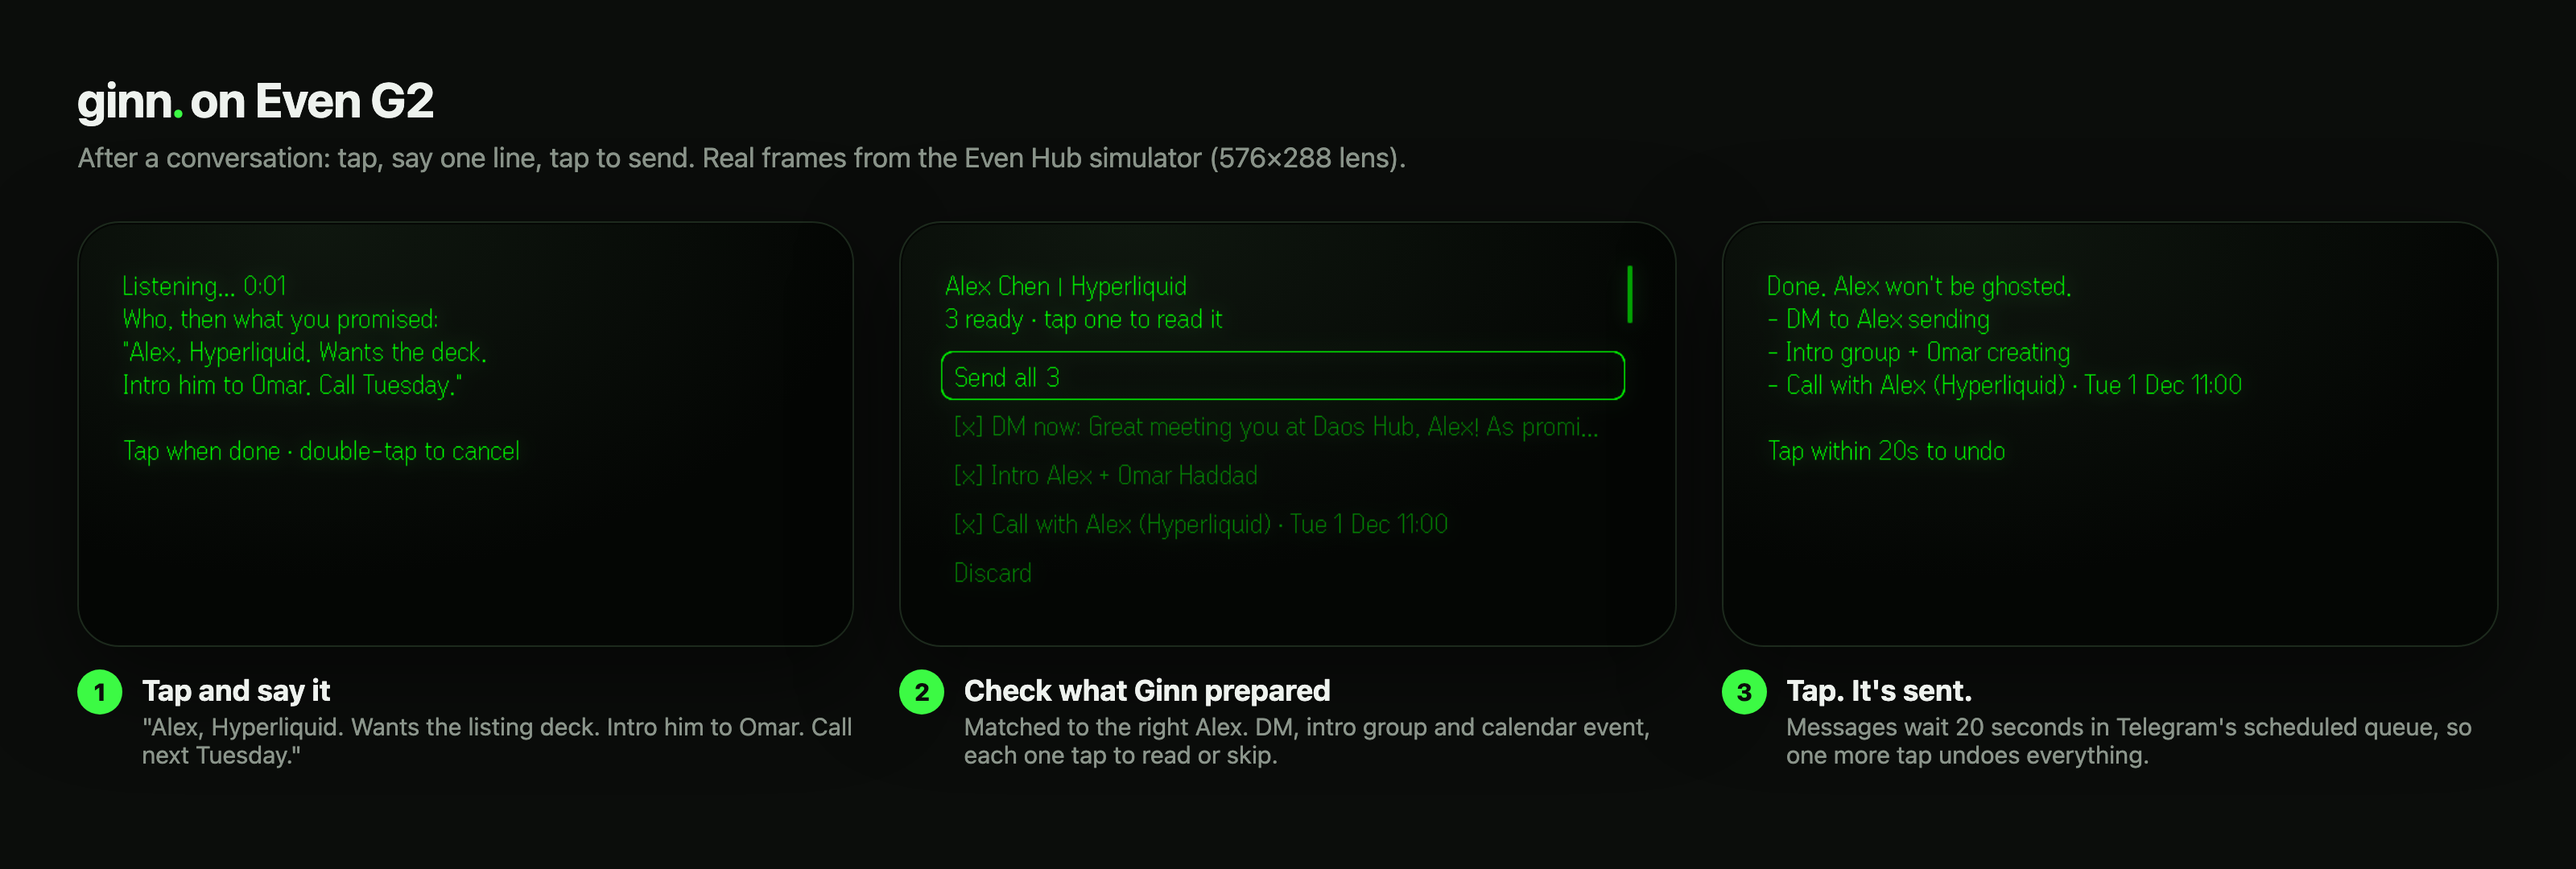 ginn. on Even G2
After a conversation: tap, say one line, tap to send. Real frames from the Even Hub simulator (576×288 lens).
Listening... 0:01
Who, then what you promised:
"Alex, Hyperliquid. Wants the deck.
Intro him to Omar. Call Tuesday."
Tap when done · double-tap to cancel
1 Tap and say it
"Alex, Hyperliquid. Wants the listing deck. Intro him to Omar. Call
next Tuesday."
Alex Chen | Hyperliquid
3 ready · tap one to read it
Send all 3
[x] DM now: Great meeting you at Daos Hub, Alex! As promi...
[x] Intro Alex + Omar Haddad
[x] Call with Alex (Hyperliquid) · Tue 1 Dec 11:00
Discard
2 Check what Ginn prepared
Matched to the right Alex. DM, intro group and calendar event,
each one tap to read or skip.
Done. Alex won't be ghosted.
- DM to Alex sending
- Intro group + Omar creating
- Call with Alex (Hyperliquid) · Tue 1 Dec 11:00
Tap within 20s to undo
3 Tap. It's sent.
Messages wait 20 seconds in Telegram's scheduled queue, so
one more tap undoes everything.